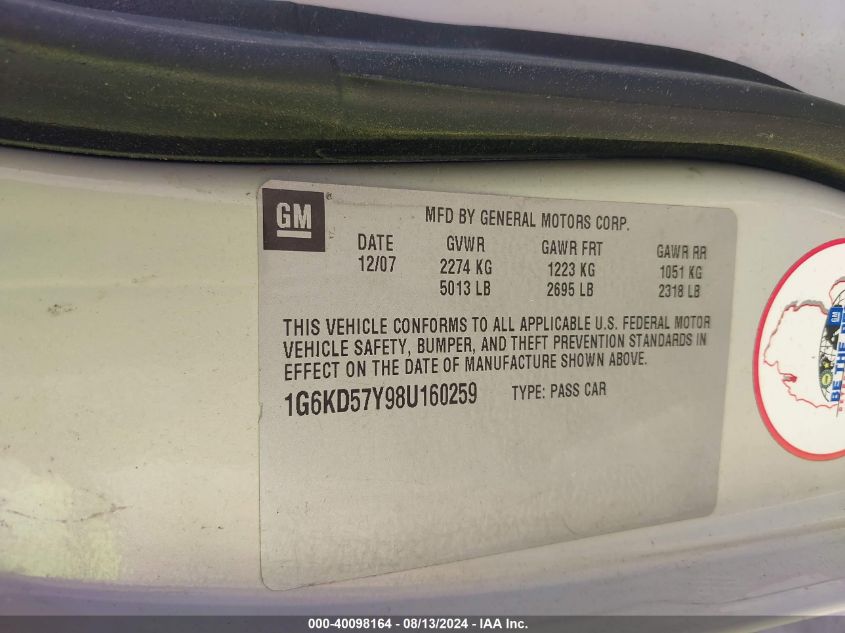 GM
MFD BY GENERAL MOTORS CORP.
DATE GVWR GAWR FRT GAWR RR
12/07 2274 KG 1223 KG 1051 KG
5013 LB 2695 LB 2318 LB
THIS VEHICLE CONFORMS TO ALL APPLICABLE U.S. FEDERAL MOTOR
VEHICLE SAFETY, BUMPER, AND THEFT PREVENTION STANDARDS IN
EFFECT ON THE DATE OF MANUFACTURE SHOWN ABOVE.
1G6KD57Y98U160259 TYPE: PASS CAR
GM
BE THE
000-40098164 - 08/13/2024 - IAA Inc.